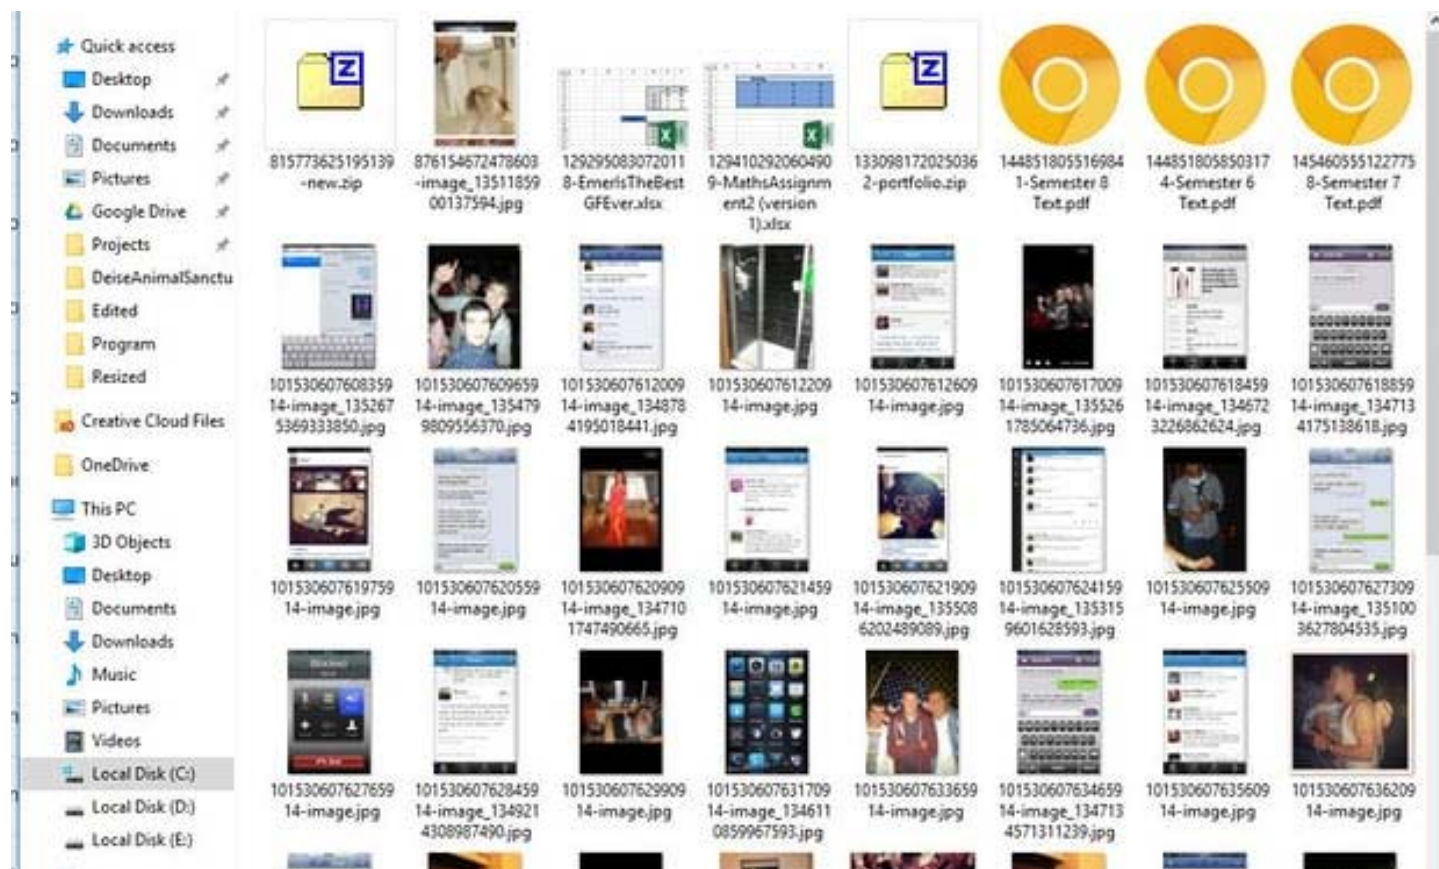 Quick access
Desktop
Downloads
Documents
Pictures
Google Drive
Projects
DeiseAnimalSanctu
Edited
Program
Resized
Creative Cloud Files
OneDrive
This PC
3D Objects
Desktop
Documents
Downloads
Music
Pictures
Videos
Local Disk (C:)
Local Disk (D:)
Local Disk (E:)
815773625195139
-new.zip
876154672478603
-image_13511859
00137594.jpg
129295083072011
8-EmerIsTheBest
GFEver.xlsx
129410292060490
9-MathsAssignm
ent2 (version
1).xlsx
133098172025036
2-portfolio.zip
144851805516984
1-Semester 8
Text.pdf
144851805850317
4-Semester 6
Text.pdf
145460555122775
8-Semester 7
Text.pdf
101530607608359
14-image_135267
5369333850.jpg
101530607609659
14-image_135479
9809556370.jpg
101530607612009
14-image_134878
4195018441.jpg
101530607612209
14-image.jpg
101530607612609
14-image.jpg
101530607617009
14-image_135526
1785064736.jpg
101530607618459
14-image_134672
3226862624.jpg
101530607618859
14-image_134713
4175138618.jpg
101530607619759
14-image.jpg
101530607620559
14-image.jpg
101530607620909
14-image_134710
1747490665.jpg
101530607621459
14-image.jpg
101530607621909
14-image_135508
6202489089.jpg
101530607624159
14-image_135315
9601628593.jpg
101530607625509
14-image.jpg
101530607627309
14-image_135100
3627804535.jpg
101530607627659
14-image.jpg
101530607628459
14-image_134921
4308987490.jpg
101530607629909
14-image.jpg
101530607631709
14-image_134611
0859967593.jpg
101530607633659
14-image.jpg
101530607634659
14-image_134713
4571311239.jpg
101530607635609
14-image.jpg
101530607636209
14-image.jpg